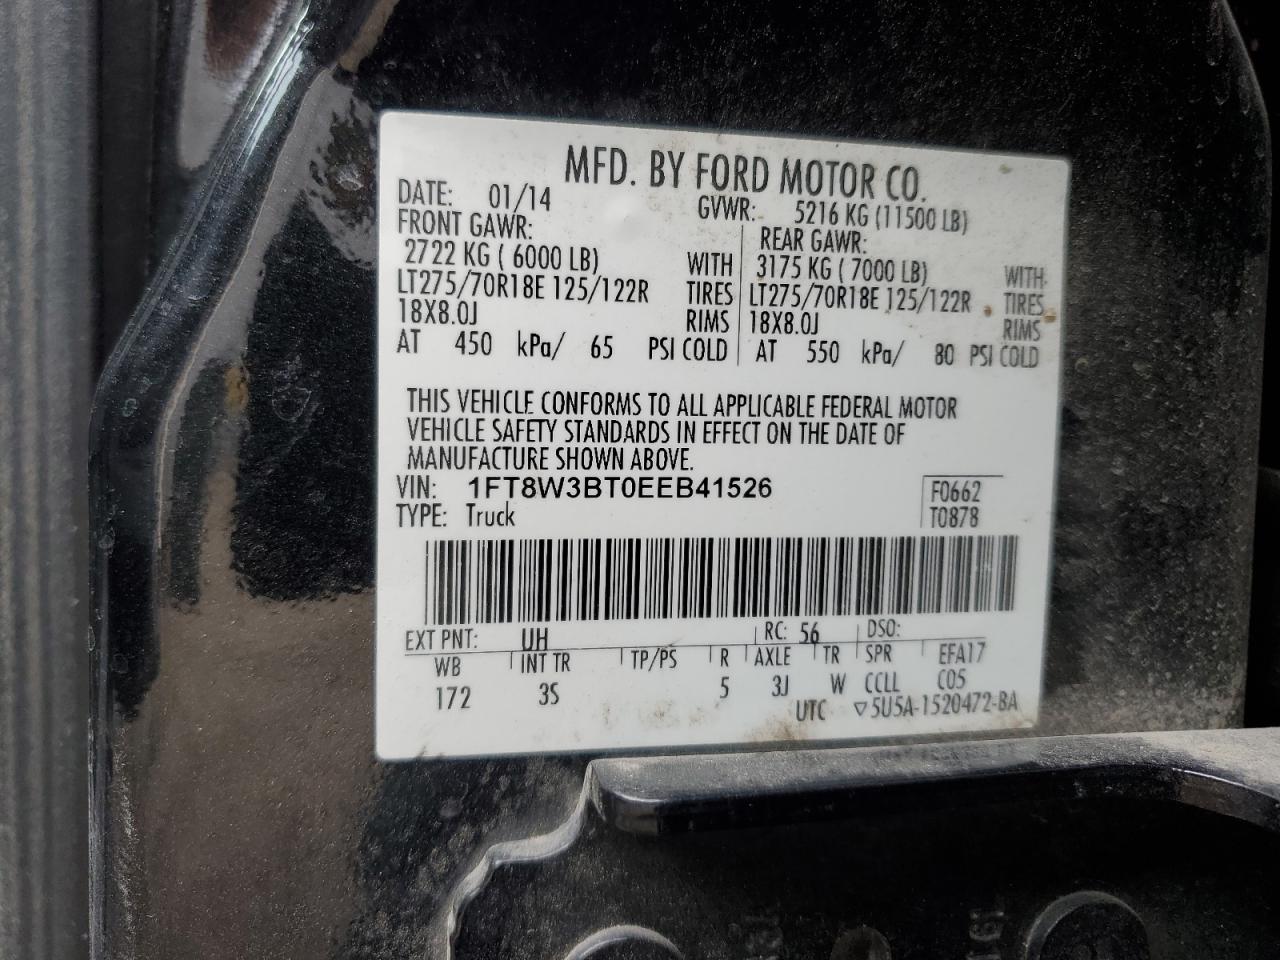 MFD. BY FORD MOTOR CO.
DATE: 01/14 GVWR: 5216 KG (11500 LB)
FRONT GAWR: REAR GAWR:
2722 KG ( 6000 LB) WITH 3175 KG ( 7000 LB) WITH
LT275/70R18E 125/122R TIRES LT275/70R18E 125/122R TIRES
18X8.0J RIMS 18X8.0J RIMS
AT 450 kPa/ 65 PSI COLD AT 550 kPa/ 80 PSI COLD
THIS VEHICLE CONFORMS TO ALL APPLICABLE FEDERAL MOTOR
VEHICLE SAFETY STANDARDS IN EFFECT ON THE DATE OF
MANUFACTURE SHOWN ABOVE.
VIN: 1FT8W3BT0EEB41526 F0662
TYPE: Truck T0878
EXT PNT: UH RC: 56 DSO:
WB INT TR TP/PS R AXLE TR SPR EFA17
172 3S 5 3J W CCLL C05
UTC ▽5U5A-1520472-BA